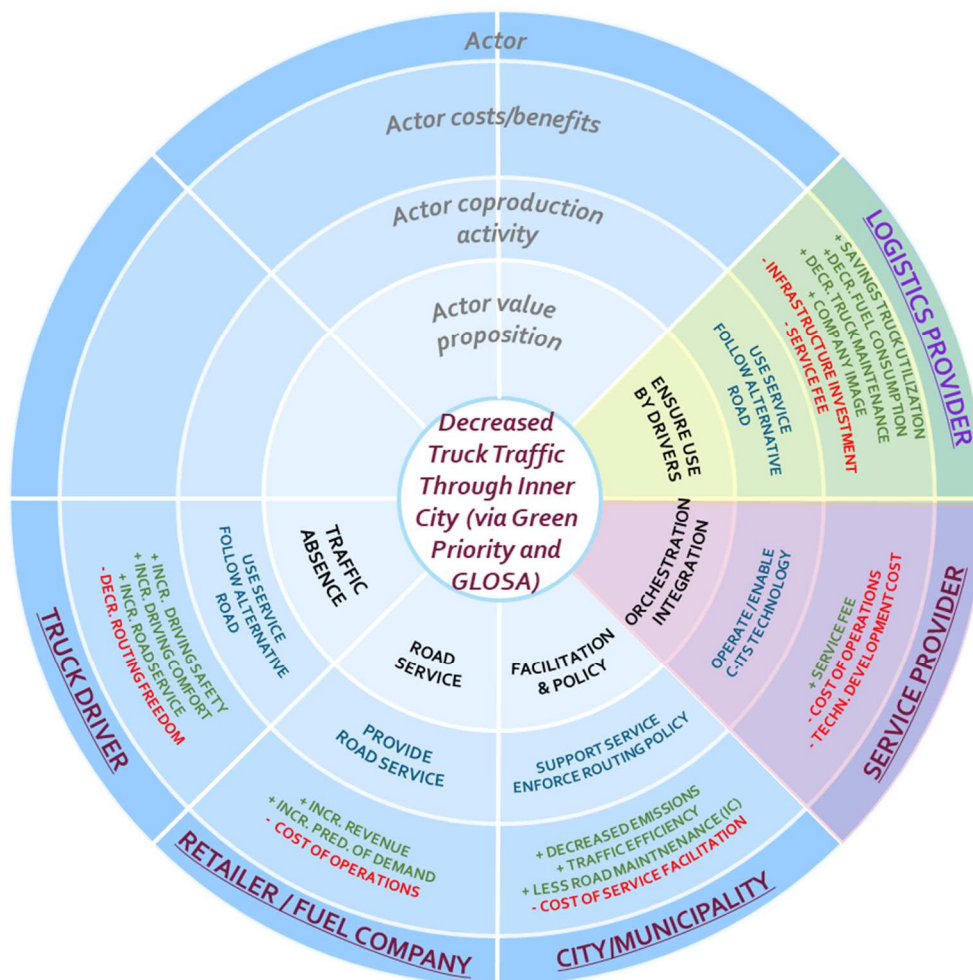 Actor
Actor costs/benefits
Actor coproduction
activity
Actor value
proposition
Decreased
Truck Traffic
Through Inner
City (via Green
Priority and
GLOSA)
LOGISTICS PROVIDER
+ SAVINGS TRUCK UTILIZATION
+DECR. FUEL CONSUMPTION
+ DECR. TRUCK MAINTENANCE
+ COMPANY IMAGE
- INFRASTRUCTURE INVESTMENT
- SERVICE FEE
USE SERVICE
FOLLOW ALTERNATIVE
ROAD
ENSURE USE
BY DRIVERS
SERVICE PROVIDER
+ SERVICE FEE
- COST OF OPERATIONS
- TECHN. DEVELOPMENT COST
OPERATE / ENABLE
C-ITS TECHNOLOGY
ORCHESTRATION
INTEGRATION
FACILITATION
& POLICY
SUPPORT SERVICE
ENFORCE ROUTING POLICY
+ DECREASED EMISSIONS
+ TRAFFIC EFFICIENCY
+ LESS ROAD MAINTNENANCE (IC)
- COST OF SERVICE FACILITATION
CITY/MUNICIPALITY
ROAD
SERVICE
PROVIDE
ROAD SERVICE
+ INCR. REVENUE
+ INCR. PRED. OF DEMAND
- COST OF OPERATIONS
RETAILER / FUEL COMPANY
TRAFFIC
ABSENCE
USE SERVICE
FOLLOW ALTERNATIVE
ROAD
+ INCR. DRIVING SAFETY
+ INCR. DRIVING COMFORT
+ INCR. ROAD SERVICE
- DECR. ROUTING FREEDOM
TRUCK DRIVER